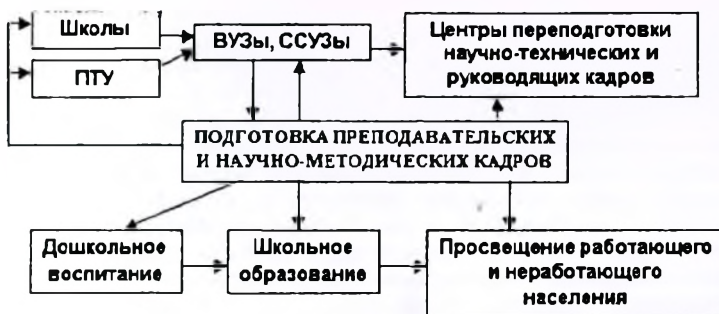 Школы
ПТУ
ВУЗы, ССУЗы
Центры переподготовки
научно-технических и
руководящих кадров
ПОДГОТОВКА ПРЕПОДАВАТЕЛЬСКИХ
И НАУЧНО-МЕТОДИЧЕСКИХ КАДРОВ
Дошкольное
воспитание
Школьное
образование
Просвещение работающего
и неработающего
населения